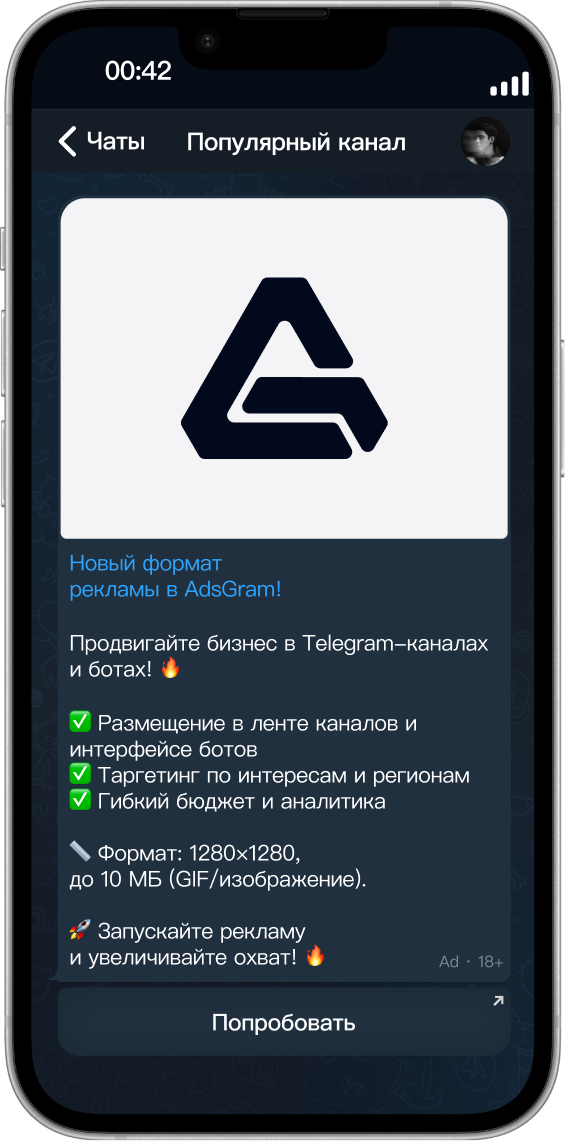 00:42
Чаты
Популярный канал
Новый формат
рекламы в AdsGram!
Продвигайте бизнес в Telegram–каналах
и ботах! 🔥
✅ Размещение в ленте каналов и
интерфейсе ботов
✅ Таргетинг по интересам и регионам
✅ Гибкий бюджет и аналитика
📏 Формат: 1280×1280,
до 10 МБ (GIF/изображение).
🚀 Запускайте рекламу
и увеличивайте охват! 🔥
Ad · 18+
Попробовать